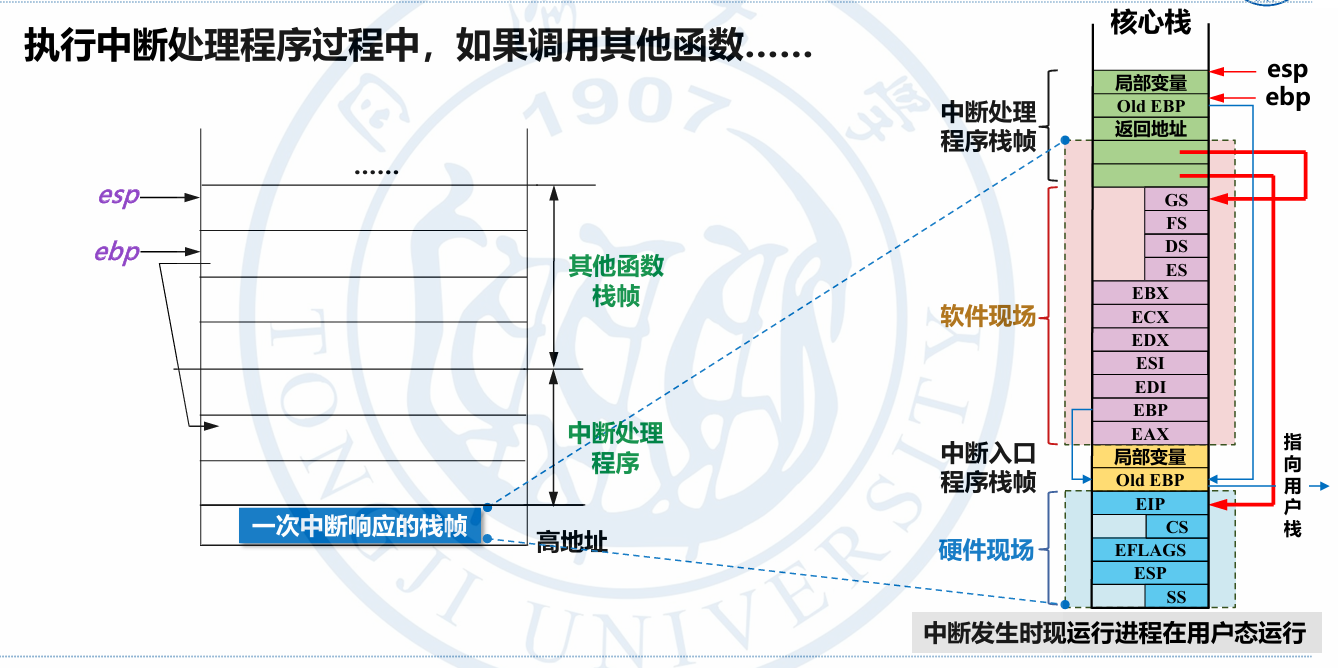 执行中断处理程序过程中，如果调用其他函数……
核心栈
esp
ebp
局部变量
Old EBP
返回地址
中断处理
程序栈帧
GS
FS
DS
ES
EBX
ECX
EDX
ESI
EDI
EBP
EAX
软件现场
局部变量
Old EBP
中断入口
程序栈帧
EIP
CS
EFLAGS
ESP
SS
硬件现场
指
向
用
户
栈
中断发生时现运行进程在用户态运行
……
esp
ebp
其他函数
栈帧
中断处理
程序
一次中断响应的栈帧
高地址
1907
TONGJI UNIVERSITY